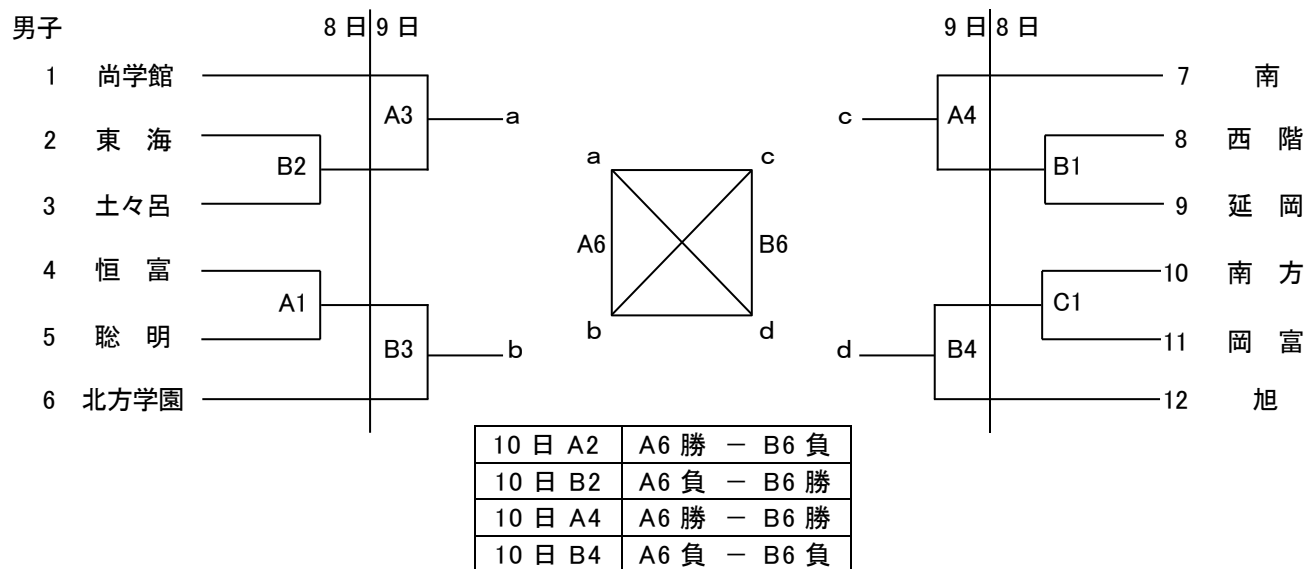 男子 8日 9日 9日 8日
1 尚学館 7 南
A3 a c A4
2 東 海 8 西 階
B2 a c B1
3 土々呂 9 延 岡
A6 B6
4 恒 富 10 南 方
A1 C1
5 聡 明 b d 11 岡 富
B3 b d B4
6 北方学園 12 旭
10 日 A2 A6 勝 － B6 負
10 日 B2 A6 負 － B6 勝
10 日 A4 A6 勝 － B6 勝
10 日 B4 A6 負 － B6 負